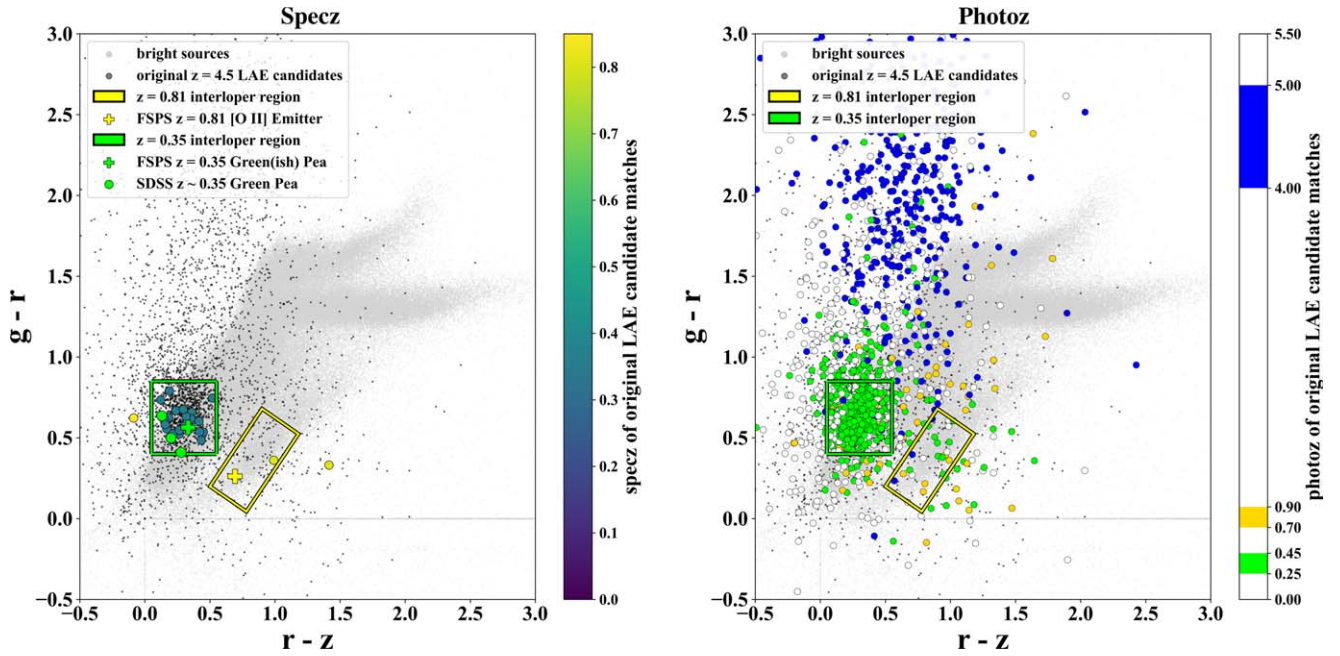 Specz
3.0
2.5
2.0
1.5
1.0
0.5
0.0
−0.5
g - r
bright sources
original z = 4.5 LAE candidates
z = 0.81 interloper region
FSPS z = 0.81 [O II] Emitter
z = 0.35 interloper region
FSPS z = 0.35 Green(ish) Pea
SDSS z ~ 0.35 Green Pea
−0.5 0.0 0.5 1.0 1.5 2.0 2.5 3.0
r - z
0.8
0.7
0.6
0.5
0.4
0.3
0.2
0.1
0.0
specz of original LAE candidate matches
Photoz
3.0
2.5
2.0
1.5
1.0
0.5
0.0
−0.5
g - r
bright sources
original z = 4.5 LAE candidates
z = 0.81 interloper region
z = 0.35 interloper region
−0.5 0.0 0.5 1.0 1.5 2.0 2.5 3.0
r - z
5.50
5.00
4.00
0.90
0.70
0.45
0.25
0.00
photoz of original LAE candidate matches